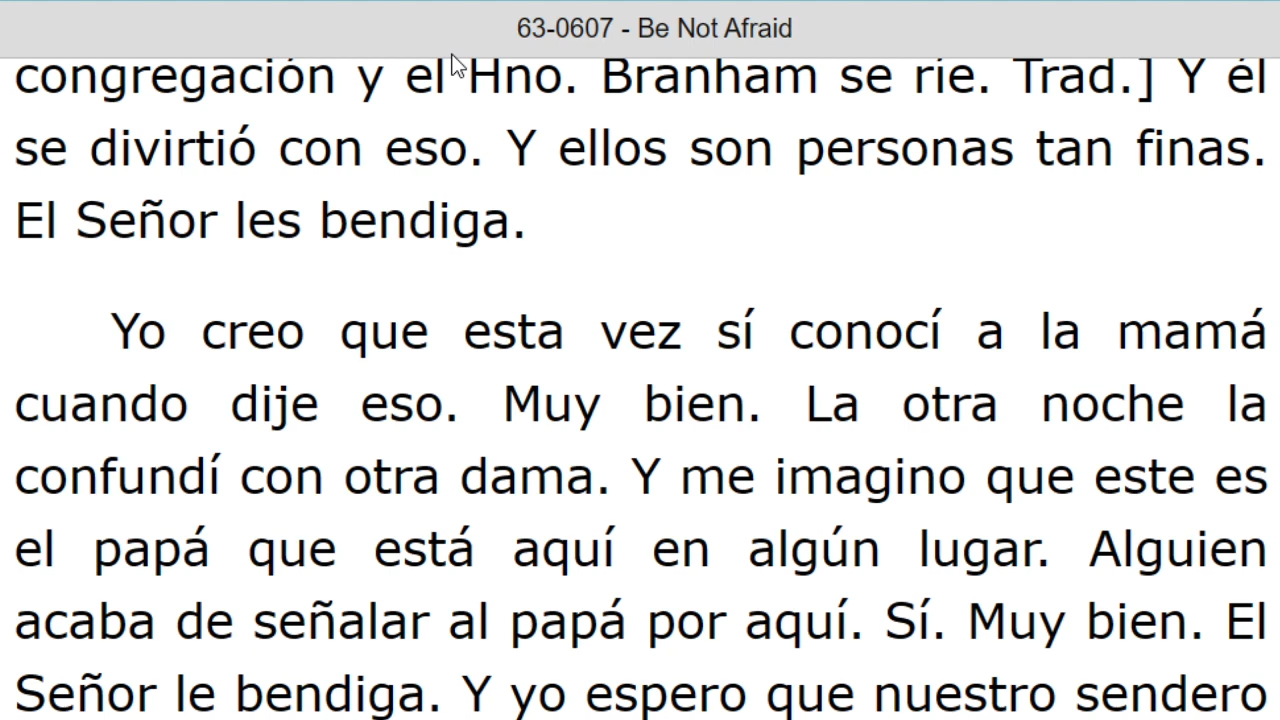 63-0607 - Be Not Afraid
congregación y el Hno. Branham se ríe. Trad.] Y él
se divirtió con eso. Y ellos son personas tan finas.
El Señor les bendiga.
Yo creo que esta vez sí conocí a la mamá
cuando dije eso. Muy bien. La otra noche la
confundí con otra dama. Y me imagino que este es
el papá que está aquí en algún lugar. Alguien
acaba de señalar al papá por aquí. Sí. Muy bien. El
Señor le bendiga. Y yo espero que nuestro sendero